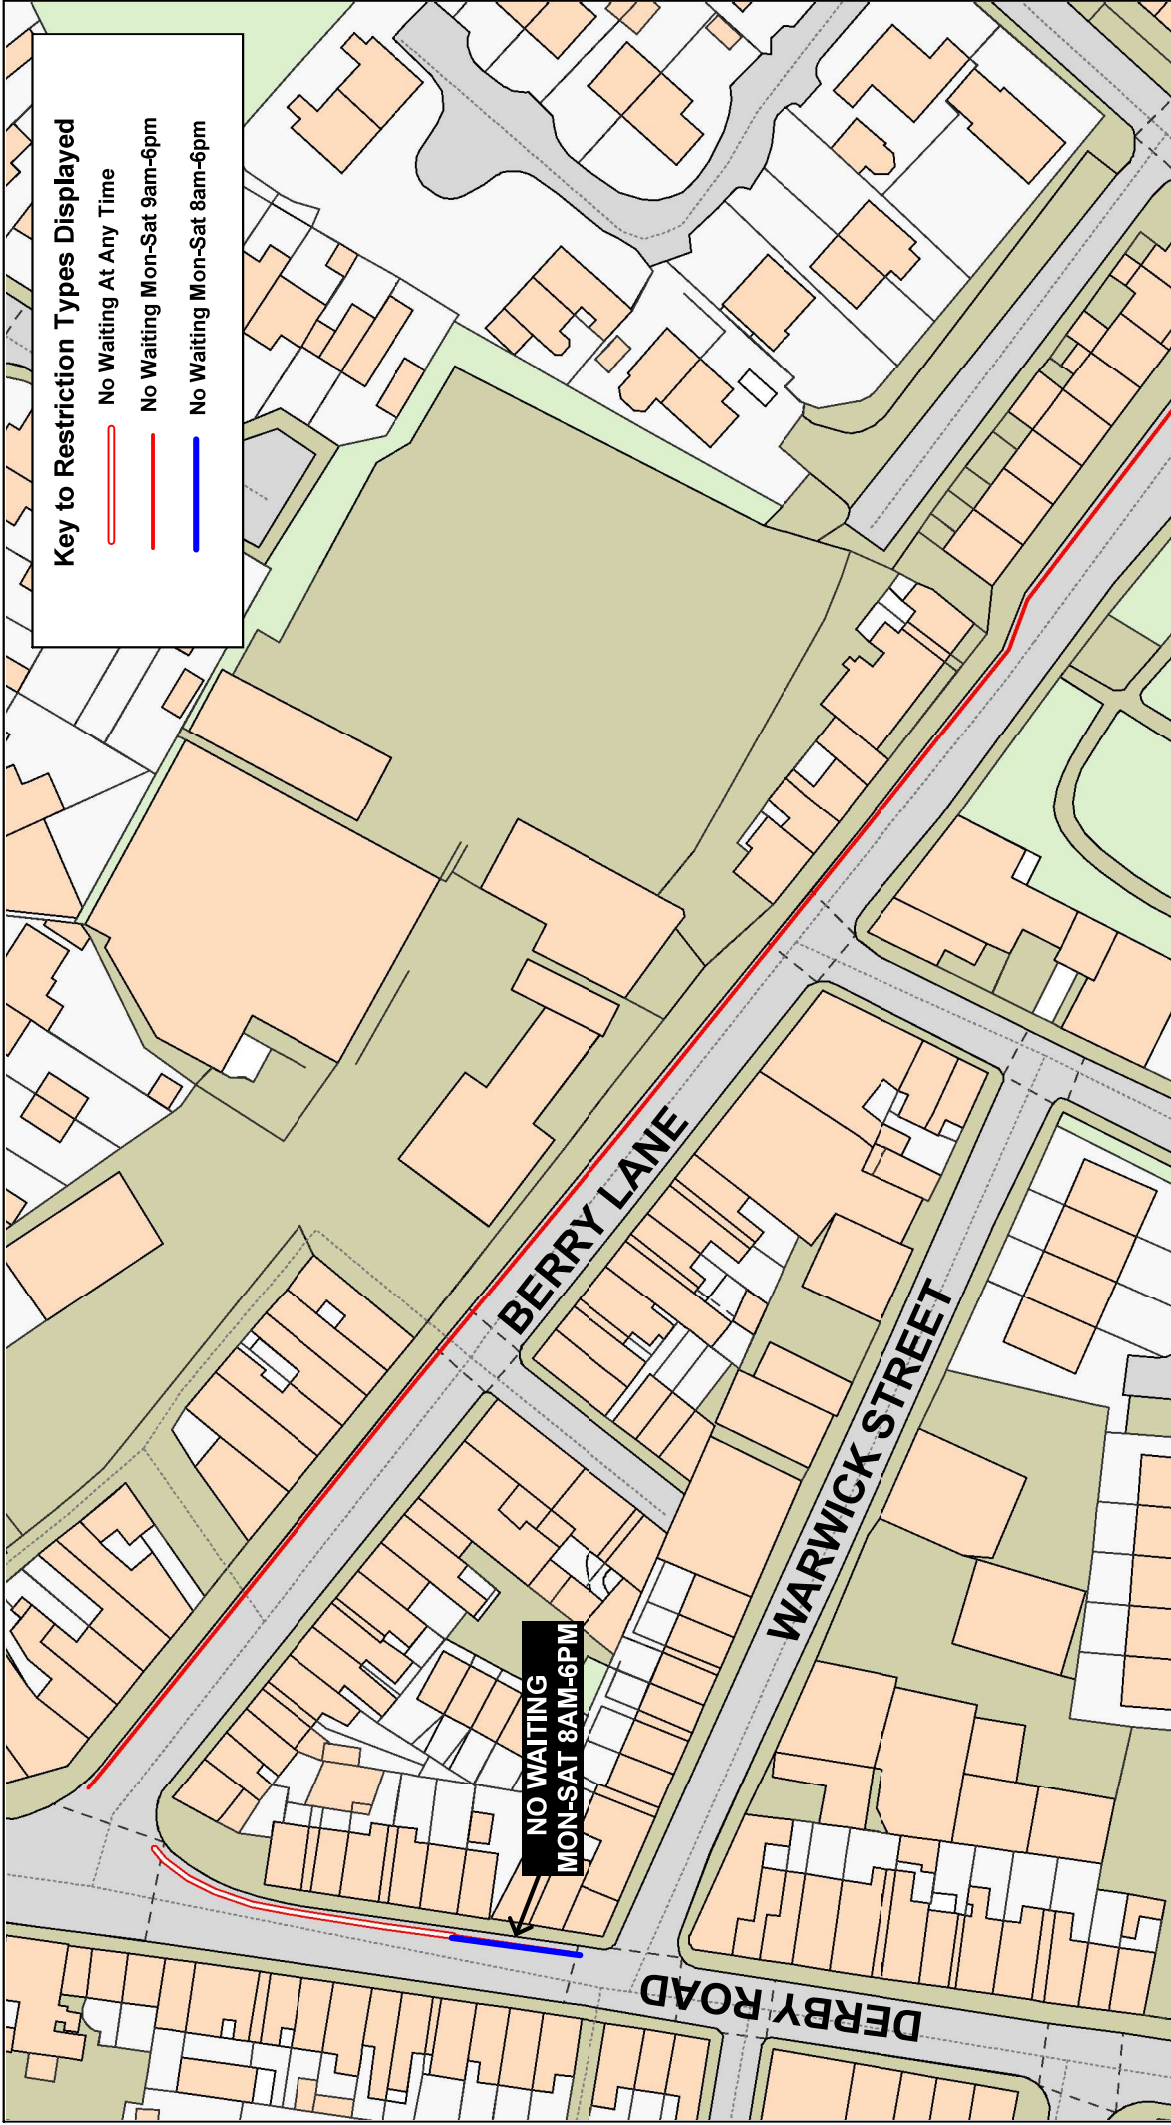 Key to Restriction Types Displayed
No Waiting At Any Time
No Waiting Mon-Sat 9am-6pm
No Waiting Mon-Sat 8am-6pm
BERRY LANE
WARWICK STREET
NO WAITING
MON-SAT 8AM-6PM
DERBY ROAD